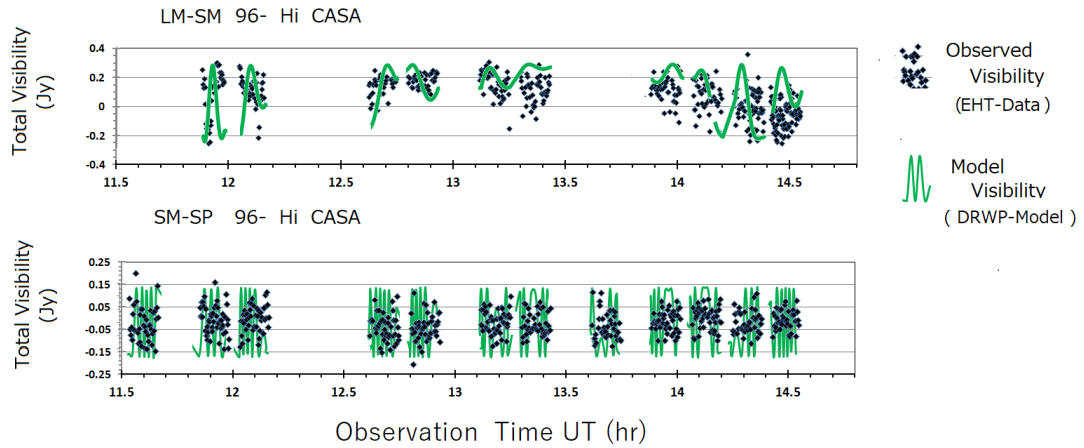 LM-SM 96- Hi CASA
Total Visibility
(Jy)
0.4
0.2
0
-0.2
-0.4
11.5 12 12.5 13 13.5 14 14.5
Observed
Visibility
(EHT-Data )
Model
Visibility
( DRWP-Model )
SM-SP 96- Hi CASA
Total Visibility
(Jy)
0.25
0.15
0.05
-0.05
-0.15
-0.25
11.5 12 12.5 13 13.5 14 14.5
Observation Time UT (hr)